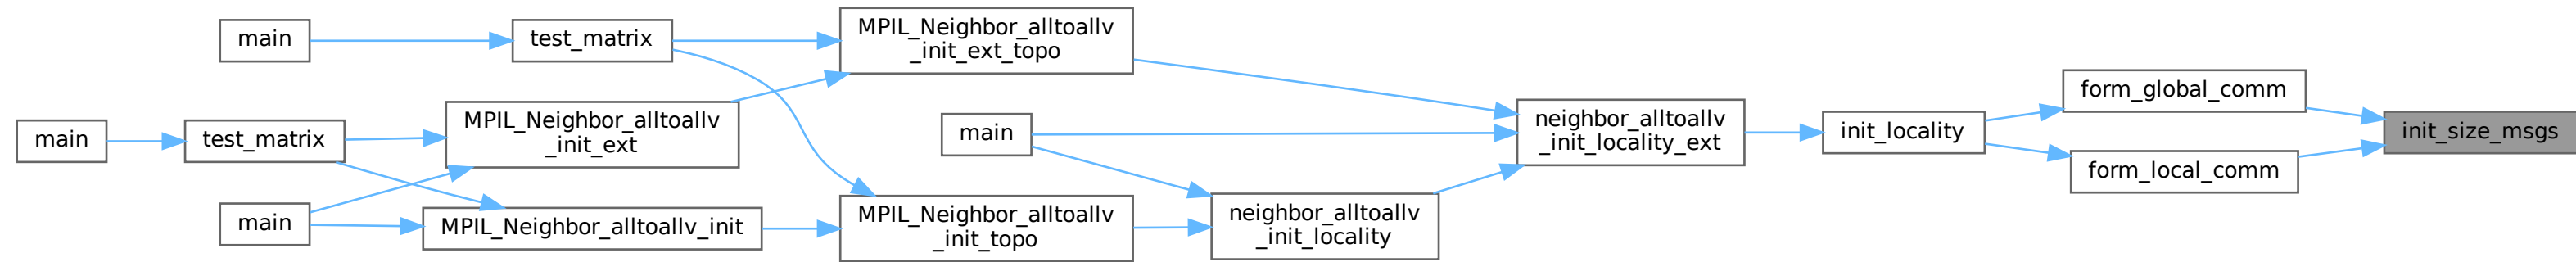 main
test_matrix
MPIL_Neighbor_alltoallv
_init_ext_topo
main
test_matrix
MPIL_Neighbor_alltoallv
_init_ext
main
MPIL_Neighbor_alltoallv_init
main
MPIL_Neighbor_alltoallv
_init_topo
neighbor_alltoallv
_init_locality
neighbor_alltoallv
_init_locality_ext
init_locality
form_global_comm
form_local_comm
init_size_msgs